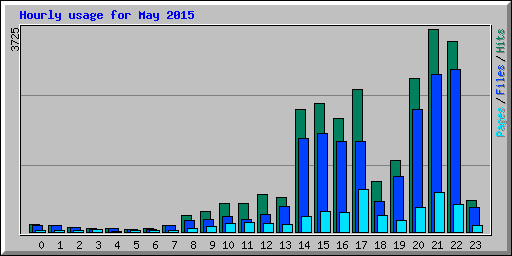 Hourly usage for May 2015
3725
Pages/Files/Hits
0 1 2 3 4 5 6 7 8 9 10 11 12 13 14 15 16 17 18 19 20 21 22 23